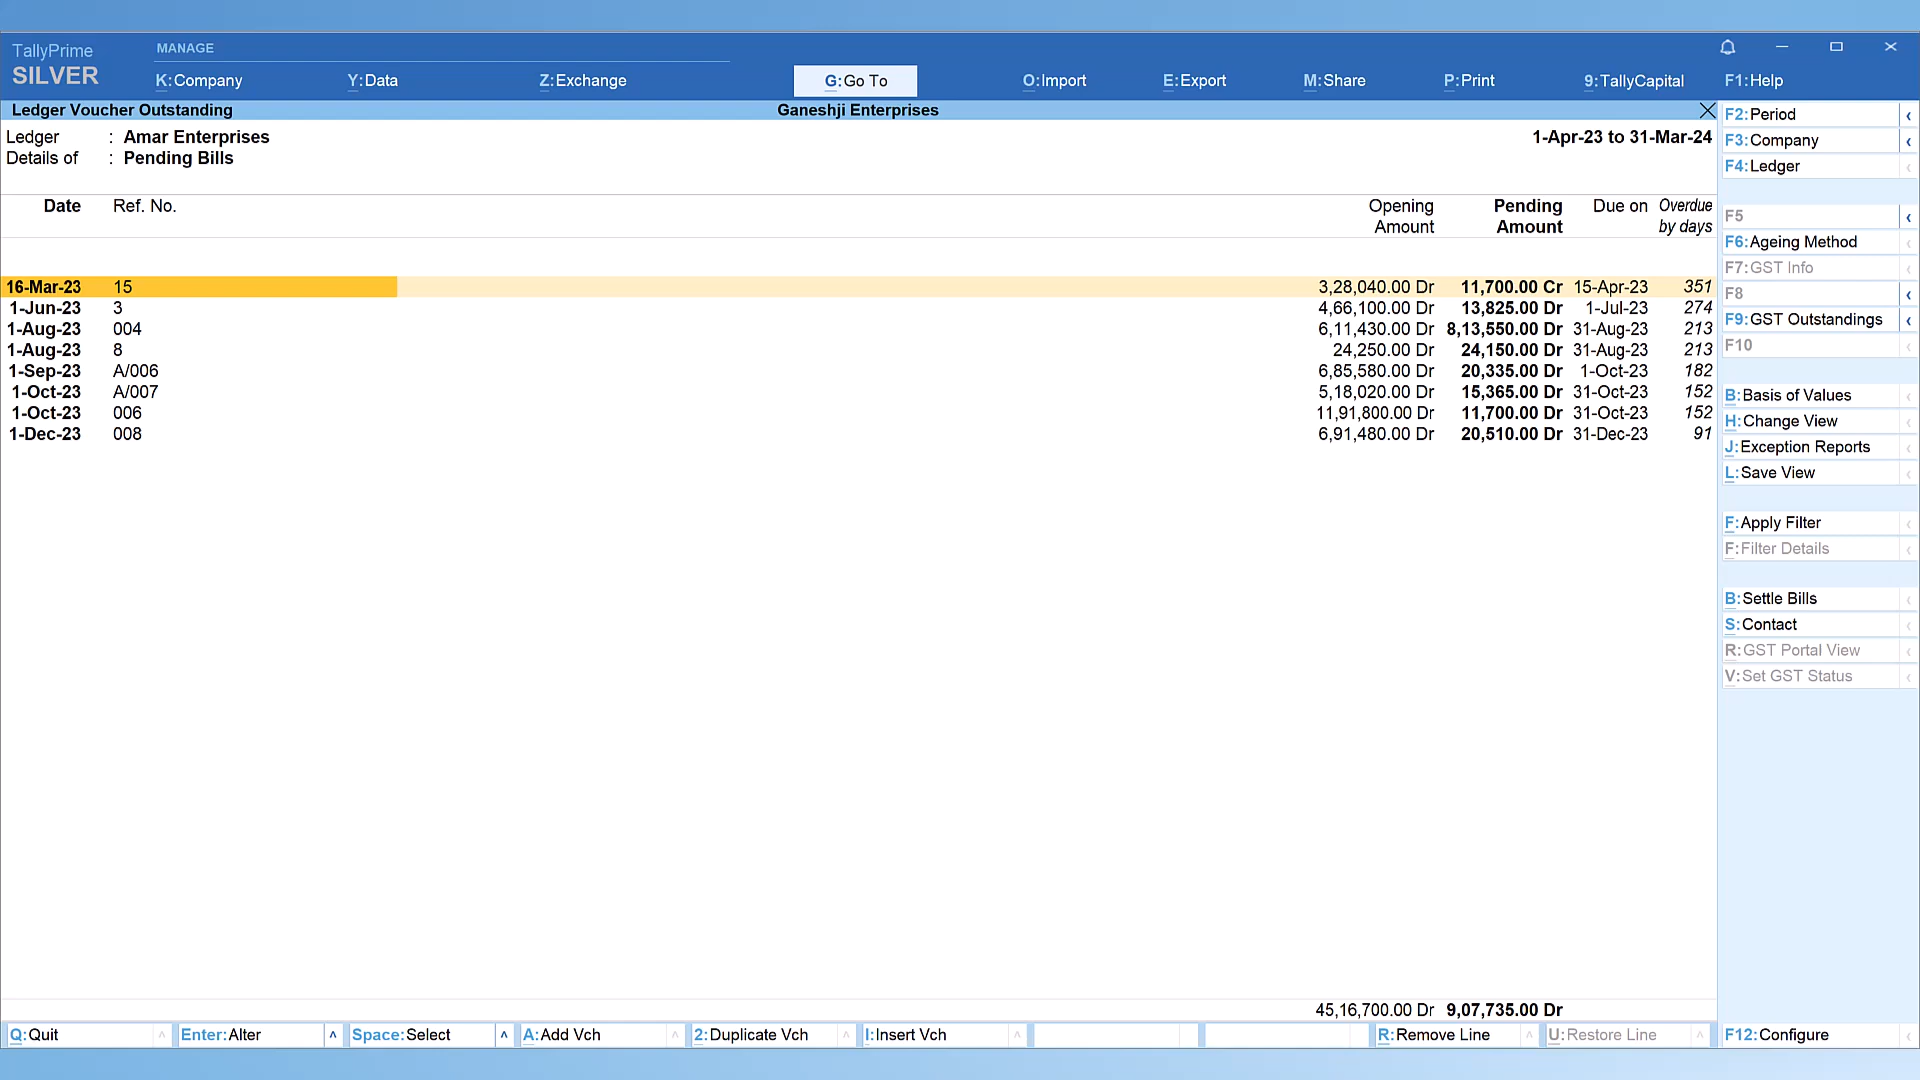 TallyPrime
SILVER
MANAGE
K:Company Y:Data Z:Exchange G:Go To O:Import E:Export M:Share P:Print 9:TallyCapital F1:Help
Ledger Voucher Outstanding Ganeshji Enterprises
Ledger : Amar Enterprises 1-Apr-23 to 31-Mar-24
Details of : Pending Bills
Date Ref. No. Opening Amount Pending Amount Due on Overdue by days
16-Mar-23 15 3,28,040.00 Dr 11,700.00 Cr 15-Apr-23 351
1-Jun-23 3 4,66,100.00 Dr 13,825.00 Dr 1-Jul-23 274
1-Aug-23 004 6,11,430.00 Dr 8,13,550.00 Dr 31-Aug-23 213
1-Aug-23 8 24,250.00 Dr 24,150.00 Dr 31-Aug-23 213
1-Sep-23 A/006 6,85,580.00 Dr 20,335.00 Dr 1-Oct-23 182
1-Oct-23 A/007 5,18,020.00 Dr 15,365.00 Dr 31-Oct-23 152
1-Oct-23 006 11,91,800.00 Dr 11,700.00 Dr 31-Oct-23 152
1-Dec-23 008 6,91,480.00 Dr 20,510.00 Dr 31-Dec-23 91
45,16,700.00 Dr 9,07,735.00 Dr
F2:Period
F3:Company
F4:Ledger
F5
F6:Ageing Method
F7:GST Info
F8
F9:GST Outstandings
F10
B:Basis of Values
H:Change View
J:Exception Reports
L:Save View
F:Apply Filter
F:Filter Details
B:Settle Bills
S:Contact
R:GST Portal View
V:Set GST Status
Q:Quit Enter:Alter Space:Select A:Add Vch 2:Duplicate Vch I:Insert Vch R:Remove Line U:Restore Line F12:Configure